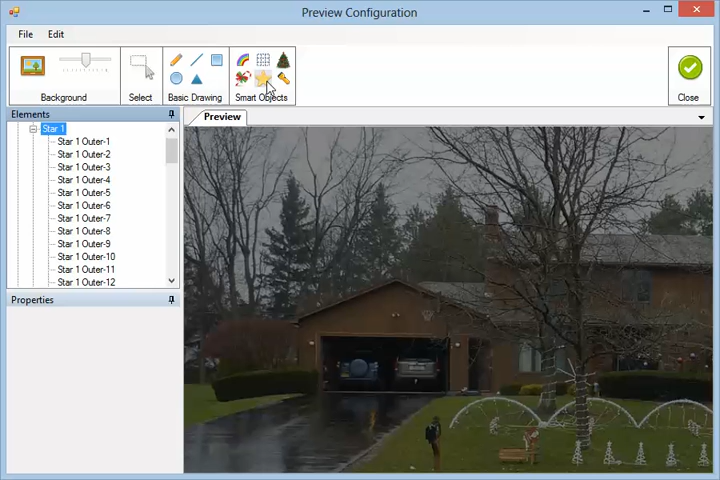 Preview Configuration
File Edit
Background
Select
Basic Drawing
Smart Objects
Close
Elements
Preview
Star 1
Star 1 Outer-1
Star 1 Outer-2
Star 1 Outer-3
Star 1 Outer-4
Star 1 Outer-5
Star 1 Outer-6
Star 1 Outer-7
Star 1 Outer-8
Star 1 Outer-9
Star 1 Outer-10
Star 1 Outer-11
Star 1 Outer-12
Properties